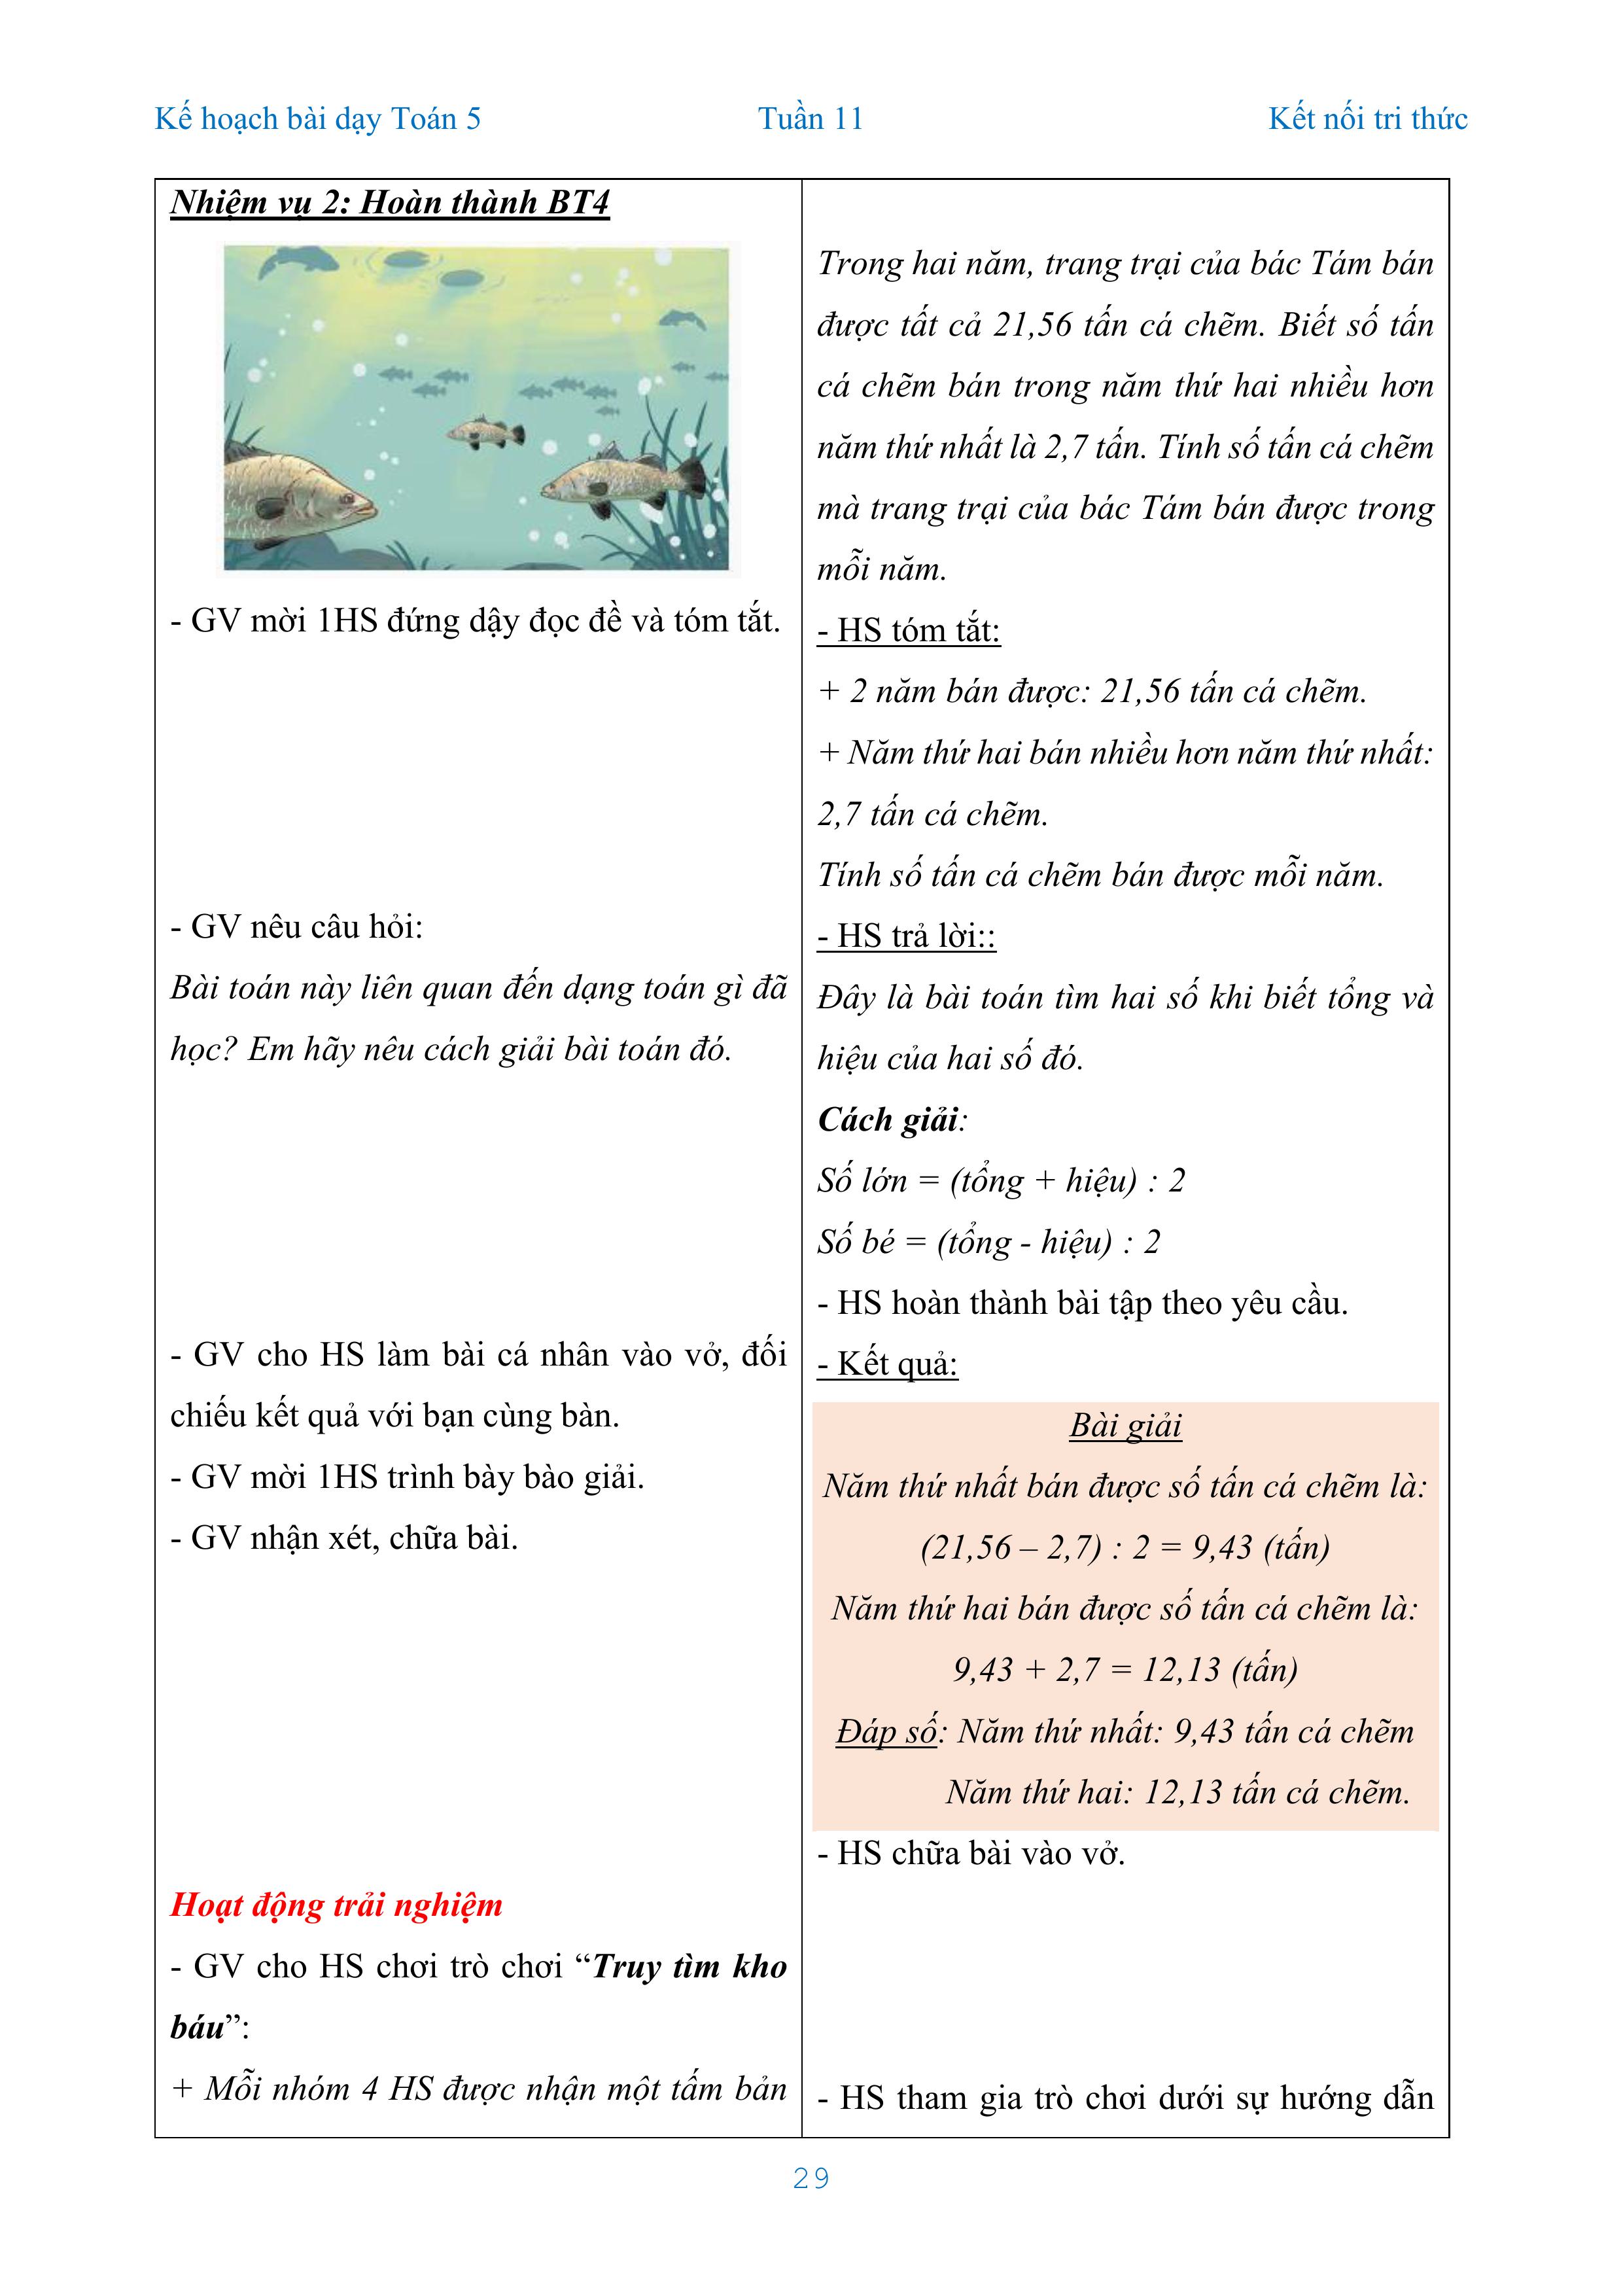 Kế hoạch bài dạy Toán 5 Tuần 11 Kết nối tri thức
Nhiệm vụ 2: Hoàn thành BT4
- GV mời 1HS đứng dậy đọc đề và tóm tắt.
- GV nêu câu hỏi:
Bài toán này liên quan đến dạng toán gì đã
học? Em hãy nêu cách giải bài toán đó.
- GV cho HS làm bài cá nhân vào vở, đối
chiếu kết quả với bạn cùng bàn.
- GV mời 1HS trình bày bào giải.
- GV nhận xét, chữa bài.
Hoạt động trải nghiệm
- GV cho HS chơi trò chơi “Truy tìm kho
báu”:
+ Mỗi nhóm 4 HS được nhận một tấm bản
Trong hai năm, trang trại của bác Tám bán
được tất cả 21,56 tấn cá chẽm. Biết số tấn
cá chẽm bán trong năm thứ hai nhiều hơn
năm thứ nhất là 2,7 tấn. Tính số tấn cá chẽm
mà trang trại của bác Tám bán được trong
mỗi năm.
- HS tóm tắt:
+ 2 năm bán được: 21,56 tấn cá chẽm.
+ Năm thứ hai bán nhiều hơn năm thứ nhất:
2,7 tấn cá chẽm.
Tính số tấn cá chẽm bán được mỗi năm.
- HS trả lời::
Đây là bài toán tìm hai số khi biết tổng và
hiệu của hai số đó.
Cách giải:
Số lớn = (tổng + hiệu) : 2
Số bé = (tổng - hiệu) : 2
- HS hoàn thành bài tập theo yêu cầu.
- Kết quả:
Bài giải
Năm thứ nhất bán được số tấn cá chẽm là:
(21,56 – 2,7) : 2 = 9,43 (tấn)
Năm thứ hai bán được số tấn cá chẽm là:
9,43 + 2,7 = 12,13 (tấn)
Đáp số: Năm thứ nhất: 9,43 tấn cá chẽm
Năm thứ hai: 12,13 tấn cá chẽm.
- HS chữa bài vào vở.
- HS tham gia trò chơi dưới sự hướng dẫn
29